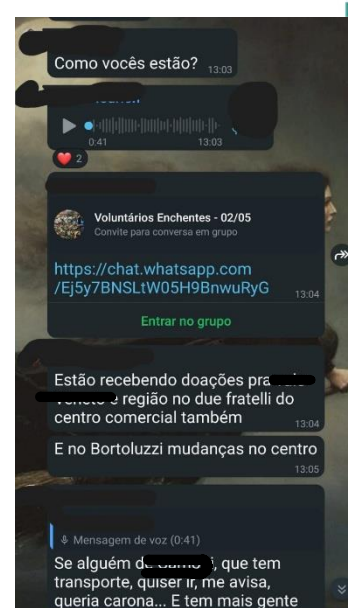 Como vocês estão? 13:03
0:41 13:03
2
Voluntários Enchentes - 02/05
Convite para conversa em grupo
https://chat.whatsapp.com
/Ej5y7BNSLtW05H9BnwuRyG 13:04
Entrar no grupo
Estão recebendo doações pra
e região no due fratelli do
centro comercial também 13:04
E no Bortoluzzi mudanças no centro
13:05
Mensagem de voz (0:41)
Se alguém d , que tem
transporte, quiser ir, me avisa,
queria carona... E tem mais gente